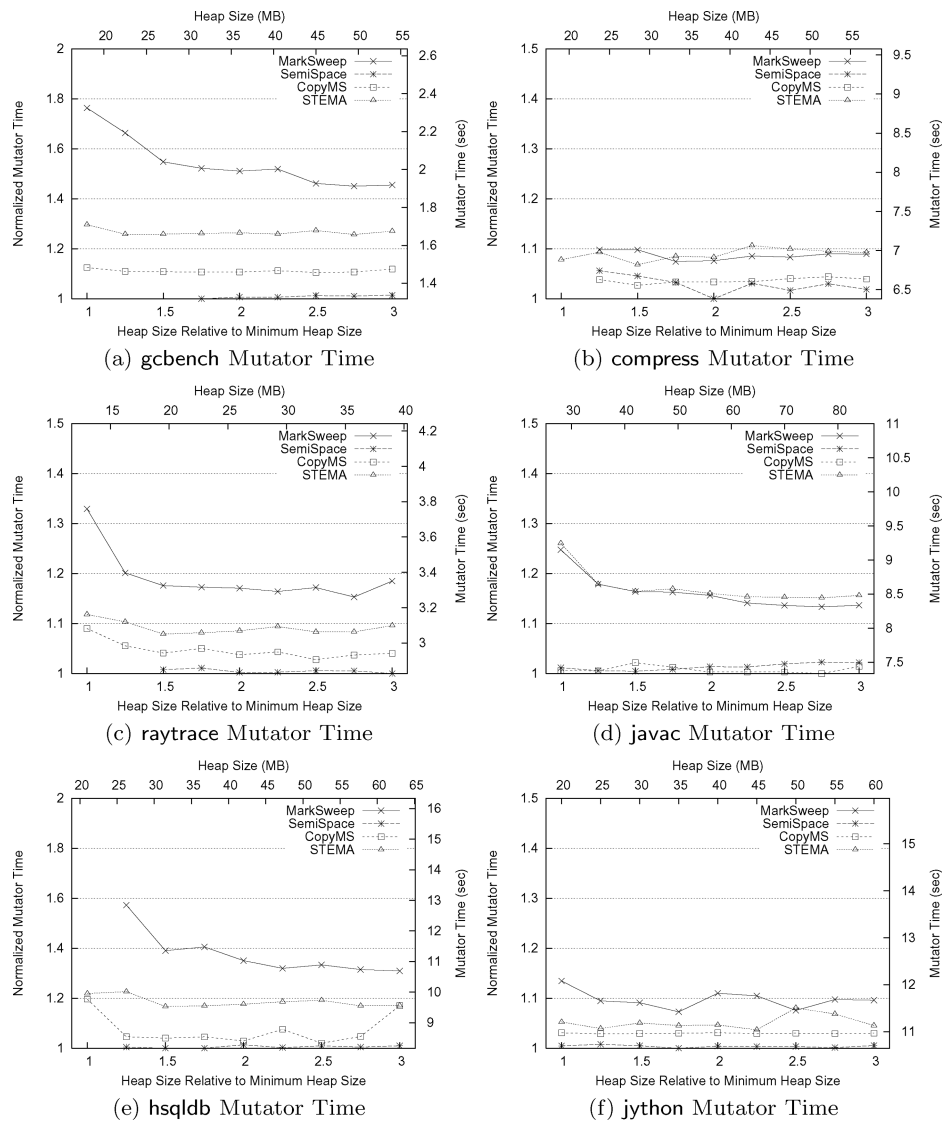 Heap Size (MB)
20 25 30 35 40 45 50 55
2 1.8 1.6 1.4 1.2 1
Normalized Mutator Time
MarkSweep
SemiSpace
CopyMS
STEMA
2.6 2.4 2.2 2 1.8 1.6 1.4
Mutator Time (sec)
1 1.5 2 2.5 3
Heap Size Relative to Minimum Heap Size
(a) gcbench Mutator Time
Heap Size (MB)
20 25 30 35 40 45 50 55
1.5 1.4 1.3 1.2 1.1 1
Normalized Mutator Time
MarkSweep
SemiSpace
CopyMS
STEMA
9.5 9 8.5 8 7.5 7 6.5
Mutator Time (sec)
1 1.5 2 2.5 3
Heap Size Relative to Minimum Heap Size
(b) compress Mutator Time
Heap Size (MB)
15 20 25 30 35 40
1.5 1.4 1.3 1.2 1.1 1
Normalized Mutator Time
MarkSweep
SemiSpace
CopyMS
STEMA
4.2 4 3.8 3.6 3.4 3.2 3
Mutator Time (sec)
1 1.5 2 2.5 3
Heap Size Relative to Minimum Heap Size
(c) raytrace Mutator Time
Heap Size (MB)
30 40 50 60 70 80
1.5 1.4 1.3 1.2 1.1 1
Normalized Mutator Time
MarkSweep
SemiSpace
CopyMS
STEMA
11 10.5 10 9.5 9 8.5 8 7.5
Mutator Time (sec)
1 1.5 2 2.5 3
Heap Size Relative to Minimum Heap Size
(d) javac Mutator Time
Heap Size (MB)
20 25 30 35 40 45 50 55 60 65
2 1.8 1.6 1.4 1.2 1
Normalized Mutator Time
MarkSweep
SemiSpace
CopyMS
STEMA
16 15 14 13 12 11 10 9
Mutator Time (sec)
1 1.5 2 2.5 3
Heap Size Relative to Minimum Heap Size
(e) hsqldb Mutator Time
Heap Size (MB)
20 25 30 35 40 45 50 55 60
1.5 1.4 1.3 1.2 1.1 1
Normalized Mutator Time
MarkSweep
SemiSpace
CopyMS
STEMA
15 14 13 12 11
Mutator Time (sec)
1 1.5 2 2.5 3
Heap Size Relative to Minimum Heap Size
(f) jython Mutator Time